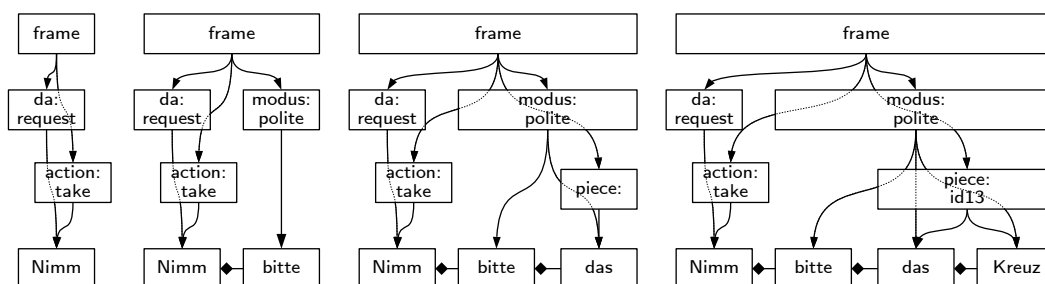 frame
da:
request
action:
take
Nimm
frame
da:
request
modus:
polite
action:
take
Nimm
bitte
frame
da:
request
modus:
polite
action:
take
piece:
Nimm
bitte
das
frame
da:
request
modus:
polite
action:
take
piece:
id13
Nimm
bitte
das
Kreuz